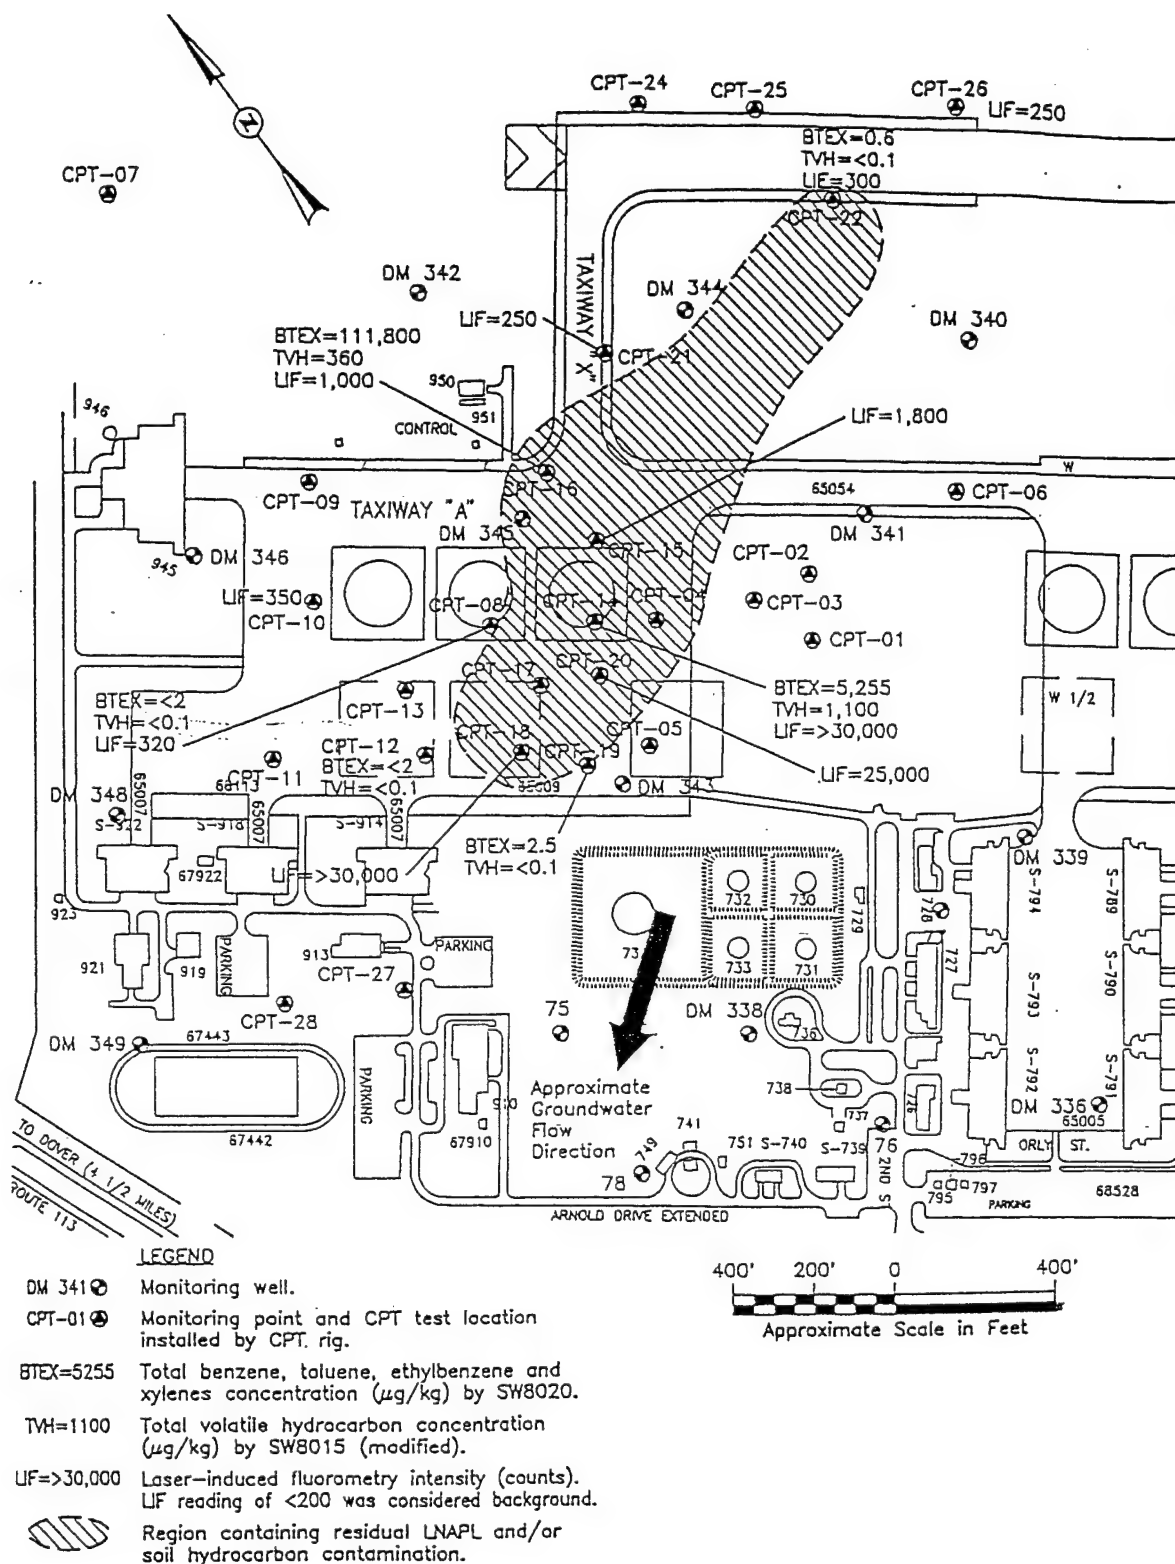 N
CPT-24
CPT-25
CPT-26
LIF=250
BTEX=0.6
TVH=<0.1
LIF=300
CPT-22
CPT-07
DM 342
DM 344
DM 340
TAXIWAY "X"
LIF=250
CPT-21
BTEX=111,800
TVH=360
LIF=1,000
950
951
CONTROL
946
LIF=1,800
W
CPT-16
CPT-09
65054
CPT-06
TAXIWAY "A"
DM 345
CPT-15
DM 341
DM 346
945
CPT-02
LIF=350
CPT-10
CPT-08
CPT-14
CPT-03
CPT-01
CPT-17
CPT-20
BTEX=<2
TVH=<0.1
LIF=320
CPT-13
BTEX=5,255
TVH=1,100
LIF=>30,000
W 1/2
CPT-18
CPT-05
CPT-12
CPT-19
BTEX=<2
TVH=<0.1
CPT-11
LIF=25,000
DM 343
DM 348
65007
65007
65007
S-922
S-918
S-914
BTEX=2.5
TVH=<0.1
DM 339
67922
LIF=>30,000
732
730
729
728
S-794
S-789
923
921
919
PARKING
913
PARKING
CPT-27
733
731
727
S-793
S-790
CPT-28
75
DM 338
736
DM 349
67443
PARKING
Approximate
Groundwater
Flow
Direction
738
737
726
S-792
S-791
DM 336
65005
910
67910
741
749
751
S-740
S-739
76
ORLY ST.
67442
78
2ND S
796
795
797
68528
PARKING
TO DOVER (4 1/2 MILES)
ROUTE 113
ARNOLD DRIVE EXTENDED
LEGEND
DM 341 Monitoring well.
CPT-01 Monitoring point and CPT test location
installed by CPT. rig.
BTEX=5255 Total benzene, toluene, ethylbenzene and
xylenes concentration (µg/kg) by SW8020.
TVH=1100 Total volatile hydrocarbon concentration
(µg/kg) by SW8015 (modified).
LIF=>30,000 Laser-induced fluorometry intensity (counts).
LIF reading of <200 was considered background.
Region containing residual LNAPL and/or
soil hydrocarbon contamination.
400' 200' 0 400'
Approximate Scale in Feet